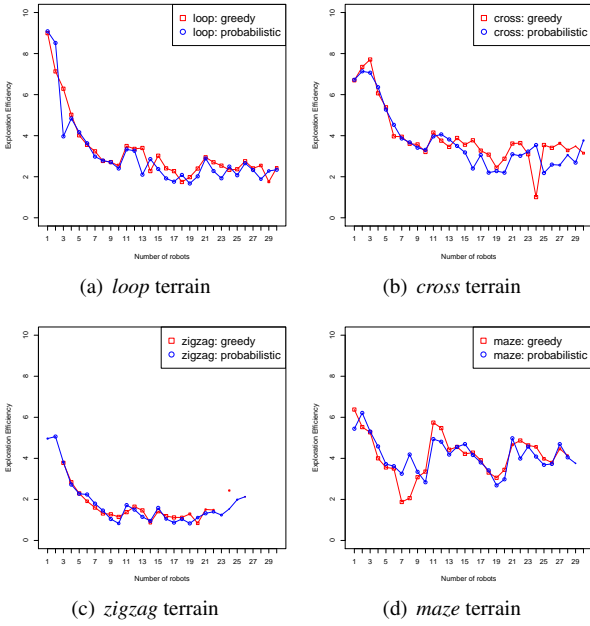 loop: greedy
loop: probabilistic
Exploration Efficiency
0 2 4 6 8 10
1 3 5 7 9 11 13 15 17 19 21 23 25 27 29
Number of robots
(a) loop terrain
cross: greedy
cross: probabilistic
Exploration Efficiency
0 2 4 6 8 10
1 3 5 7 9 11 13 15 17 19 21 23 25 27 29
Number of robots
(b) cross terrain
zigzag: greedy
zigzag: probabilistic
Exploration Efficiency
0 2 4 6 8 10
1 3 5 7 9 11 13 15 17 19 21 23 25 27 29
Number of robots
(c) zigzag terrain
maze: greedy
maze: probabilistic
Exploration Efficiency
0 2 4 6 8 10
1 3 5 7 9 11 13 15 17 19 21 23 25 27 29
Number of robots
(d) maze terrain